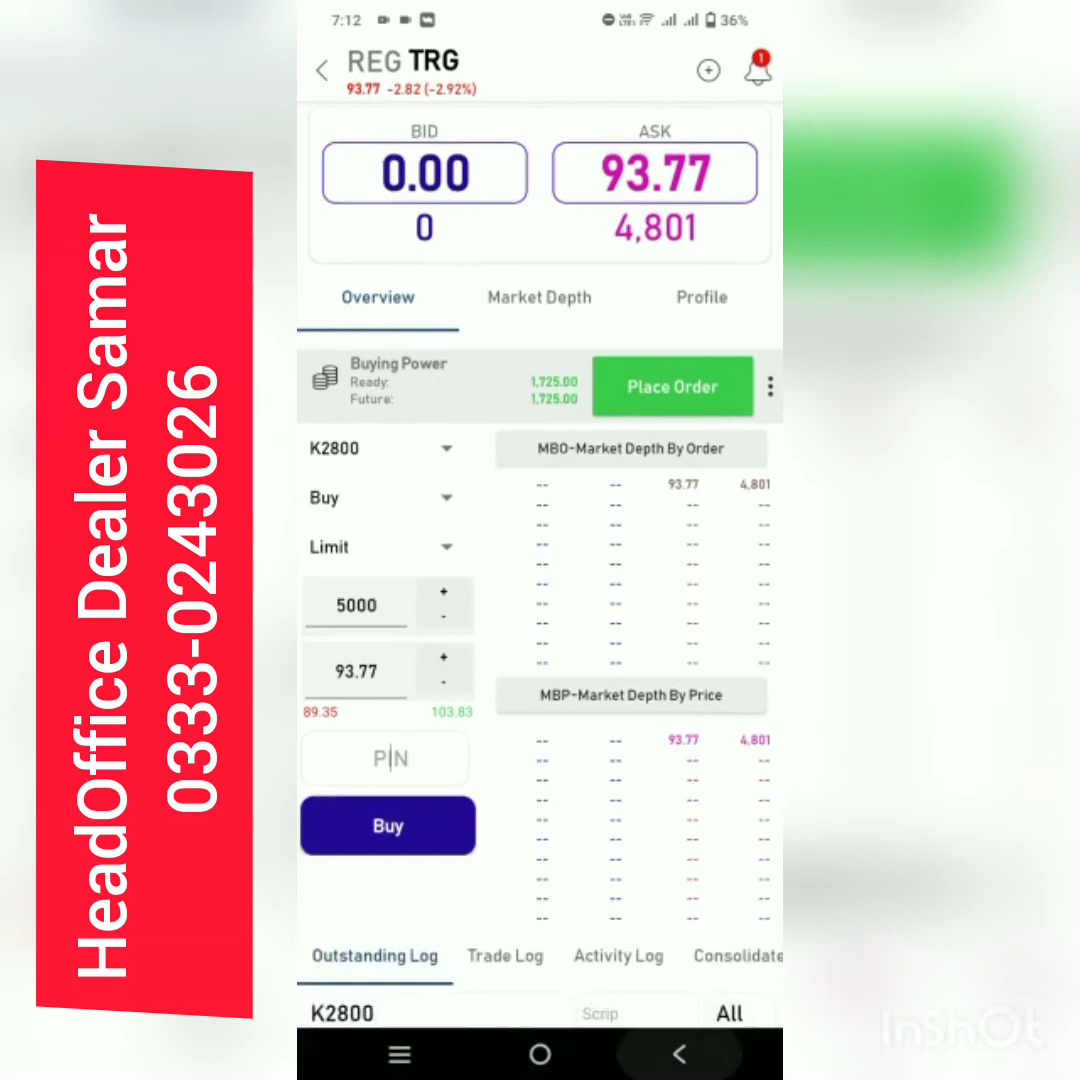 HeadOffice Dealer Samar
0333-0243026
7:12
36%
REG TRG
93.77 -2.82 (-2.92%)
1
BID ASK
0.00 93.77
0 4,801
Overview Market Depth Profile
Buying Power
Ready: 1,725.00
Future: 1,725.00
Place Order
K2800
Buy
Limit
5000
+
-
93.77
+
-
89.35 103.83
PIN
Buy
MBO-Market Depth By Order
-- -- 93.77 4,801
-- -- -- --
-- -- -- --
-- -- -- --
-- -- -- --
-- -- -- --
-- -- -- --
-- -- -- --
-- -- -- --
-- -- -- --
MBP-Market Depth By Price
-- -- 93.77 4,801
-- -- -- --
-- -- -- --
-- -- -- --
-- -- -- --
-- -- -- --
-- -- -- --
-- -- -- --
-- -- -- --
-- -- -- --
Outstanding Log Trade Log Activity Log Consolidate
K2800 Scrip All
InShOt